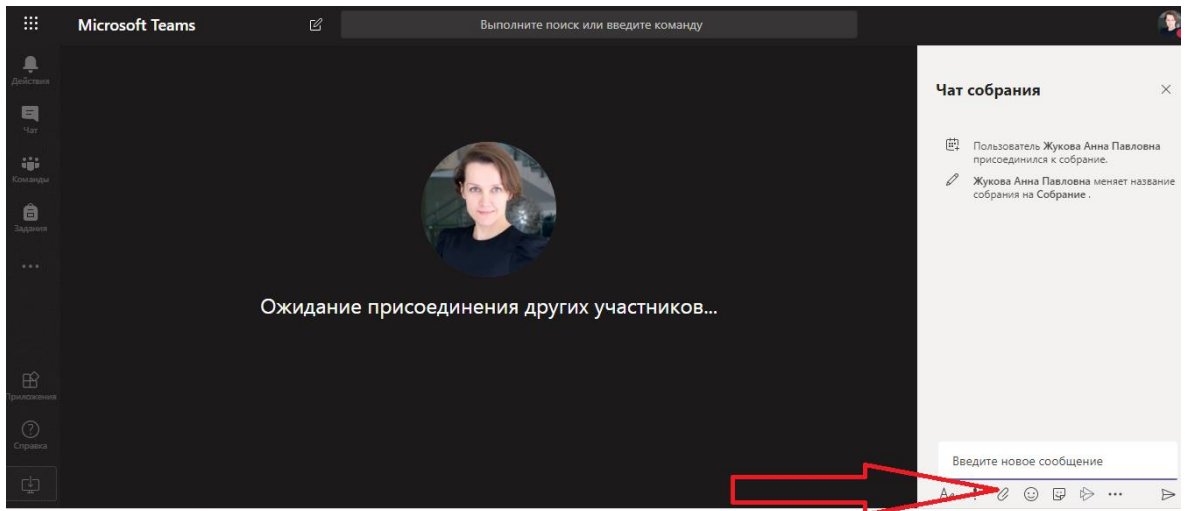 Microsoft Teams
Выполните поиск или введите команду
Действия
Чат
Команды
Задания
Приложения
Справка
Ожидание присоединения других участников...
Чат собрания
Пользователь Жукова Анна Павловна
присоединился к собрание.
Жукова Анна Павловна меняет название
собрания на Собрание .
Введите новое сообщение